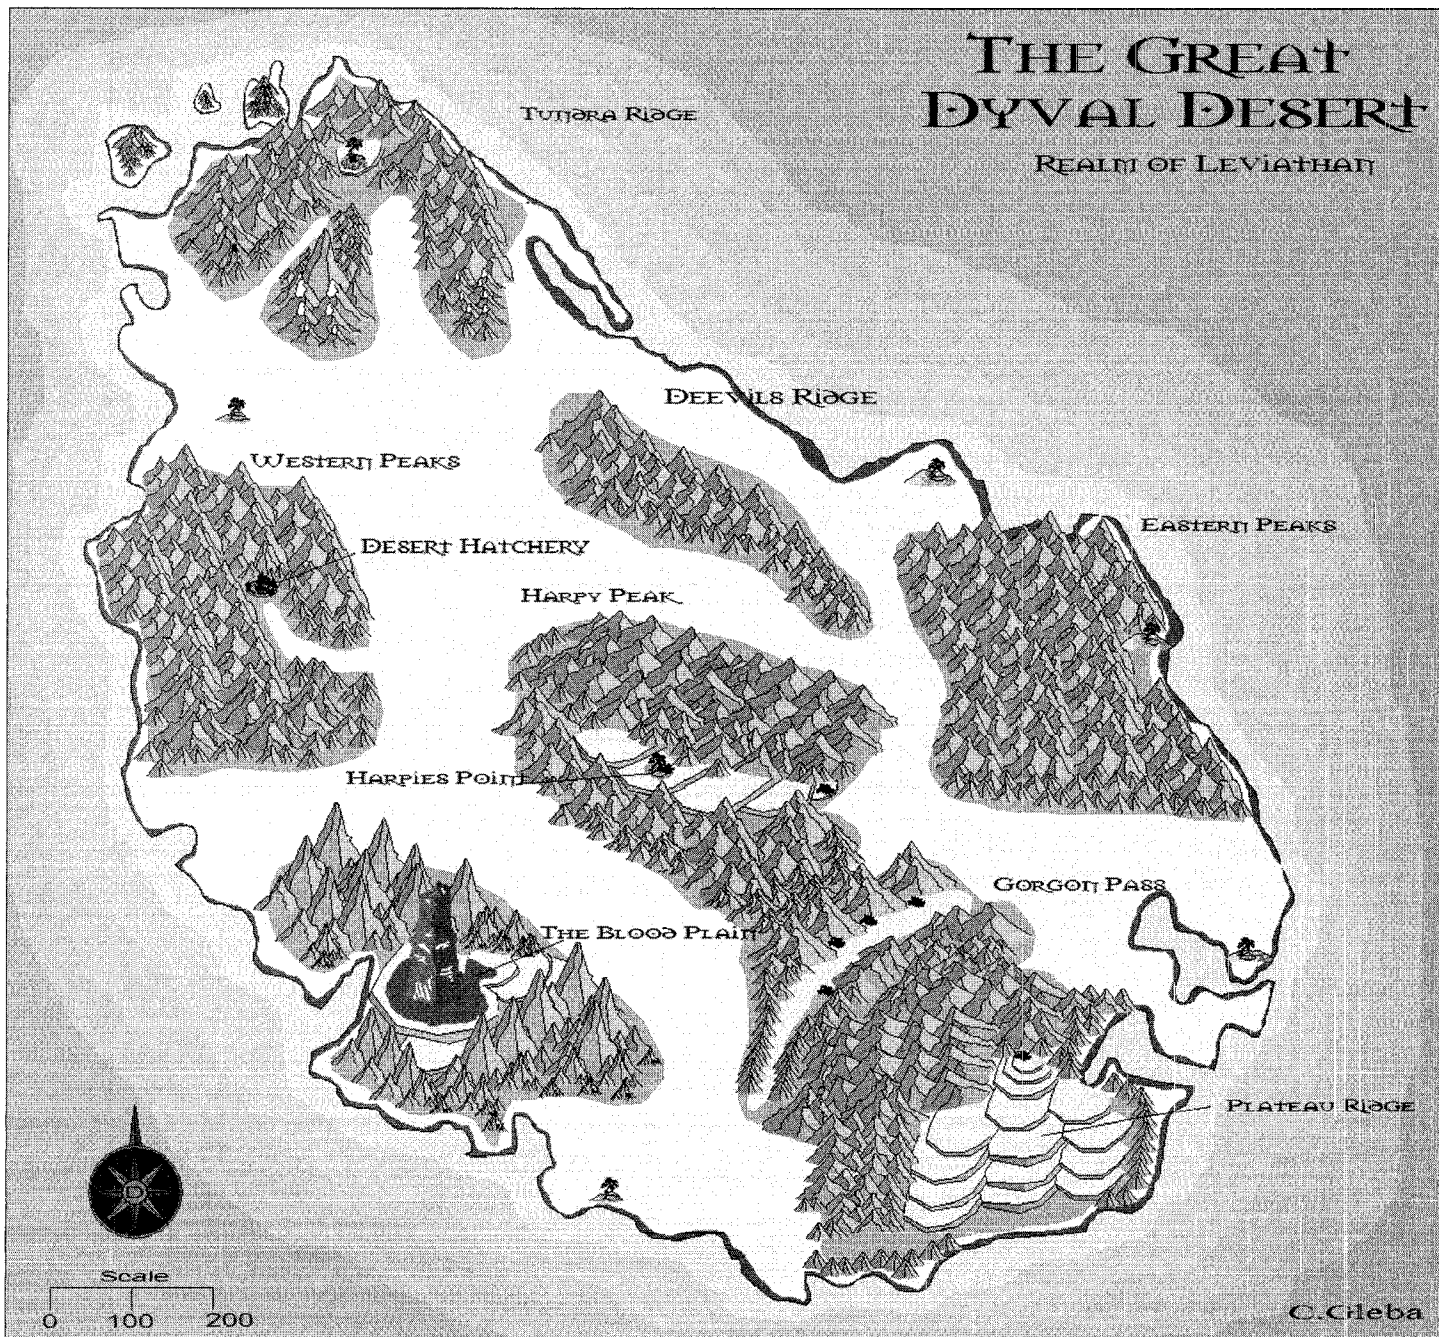 The Great
Dyval Desert
Realm of Leviathan
Tundra Ridge
Deevils Ridge
Western Peaks
Eastern Peaks
Desert Hatchery
Harpy Peak
Harpies Point
Gorgon Pass
The Blood Plain
Plateau Ridge
D
Scale
0 100 200
C.Cileba